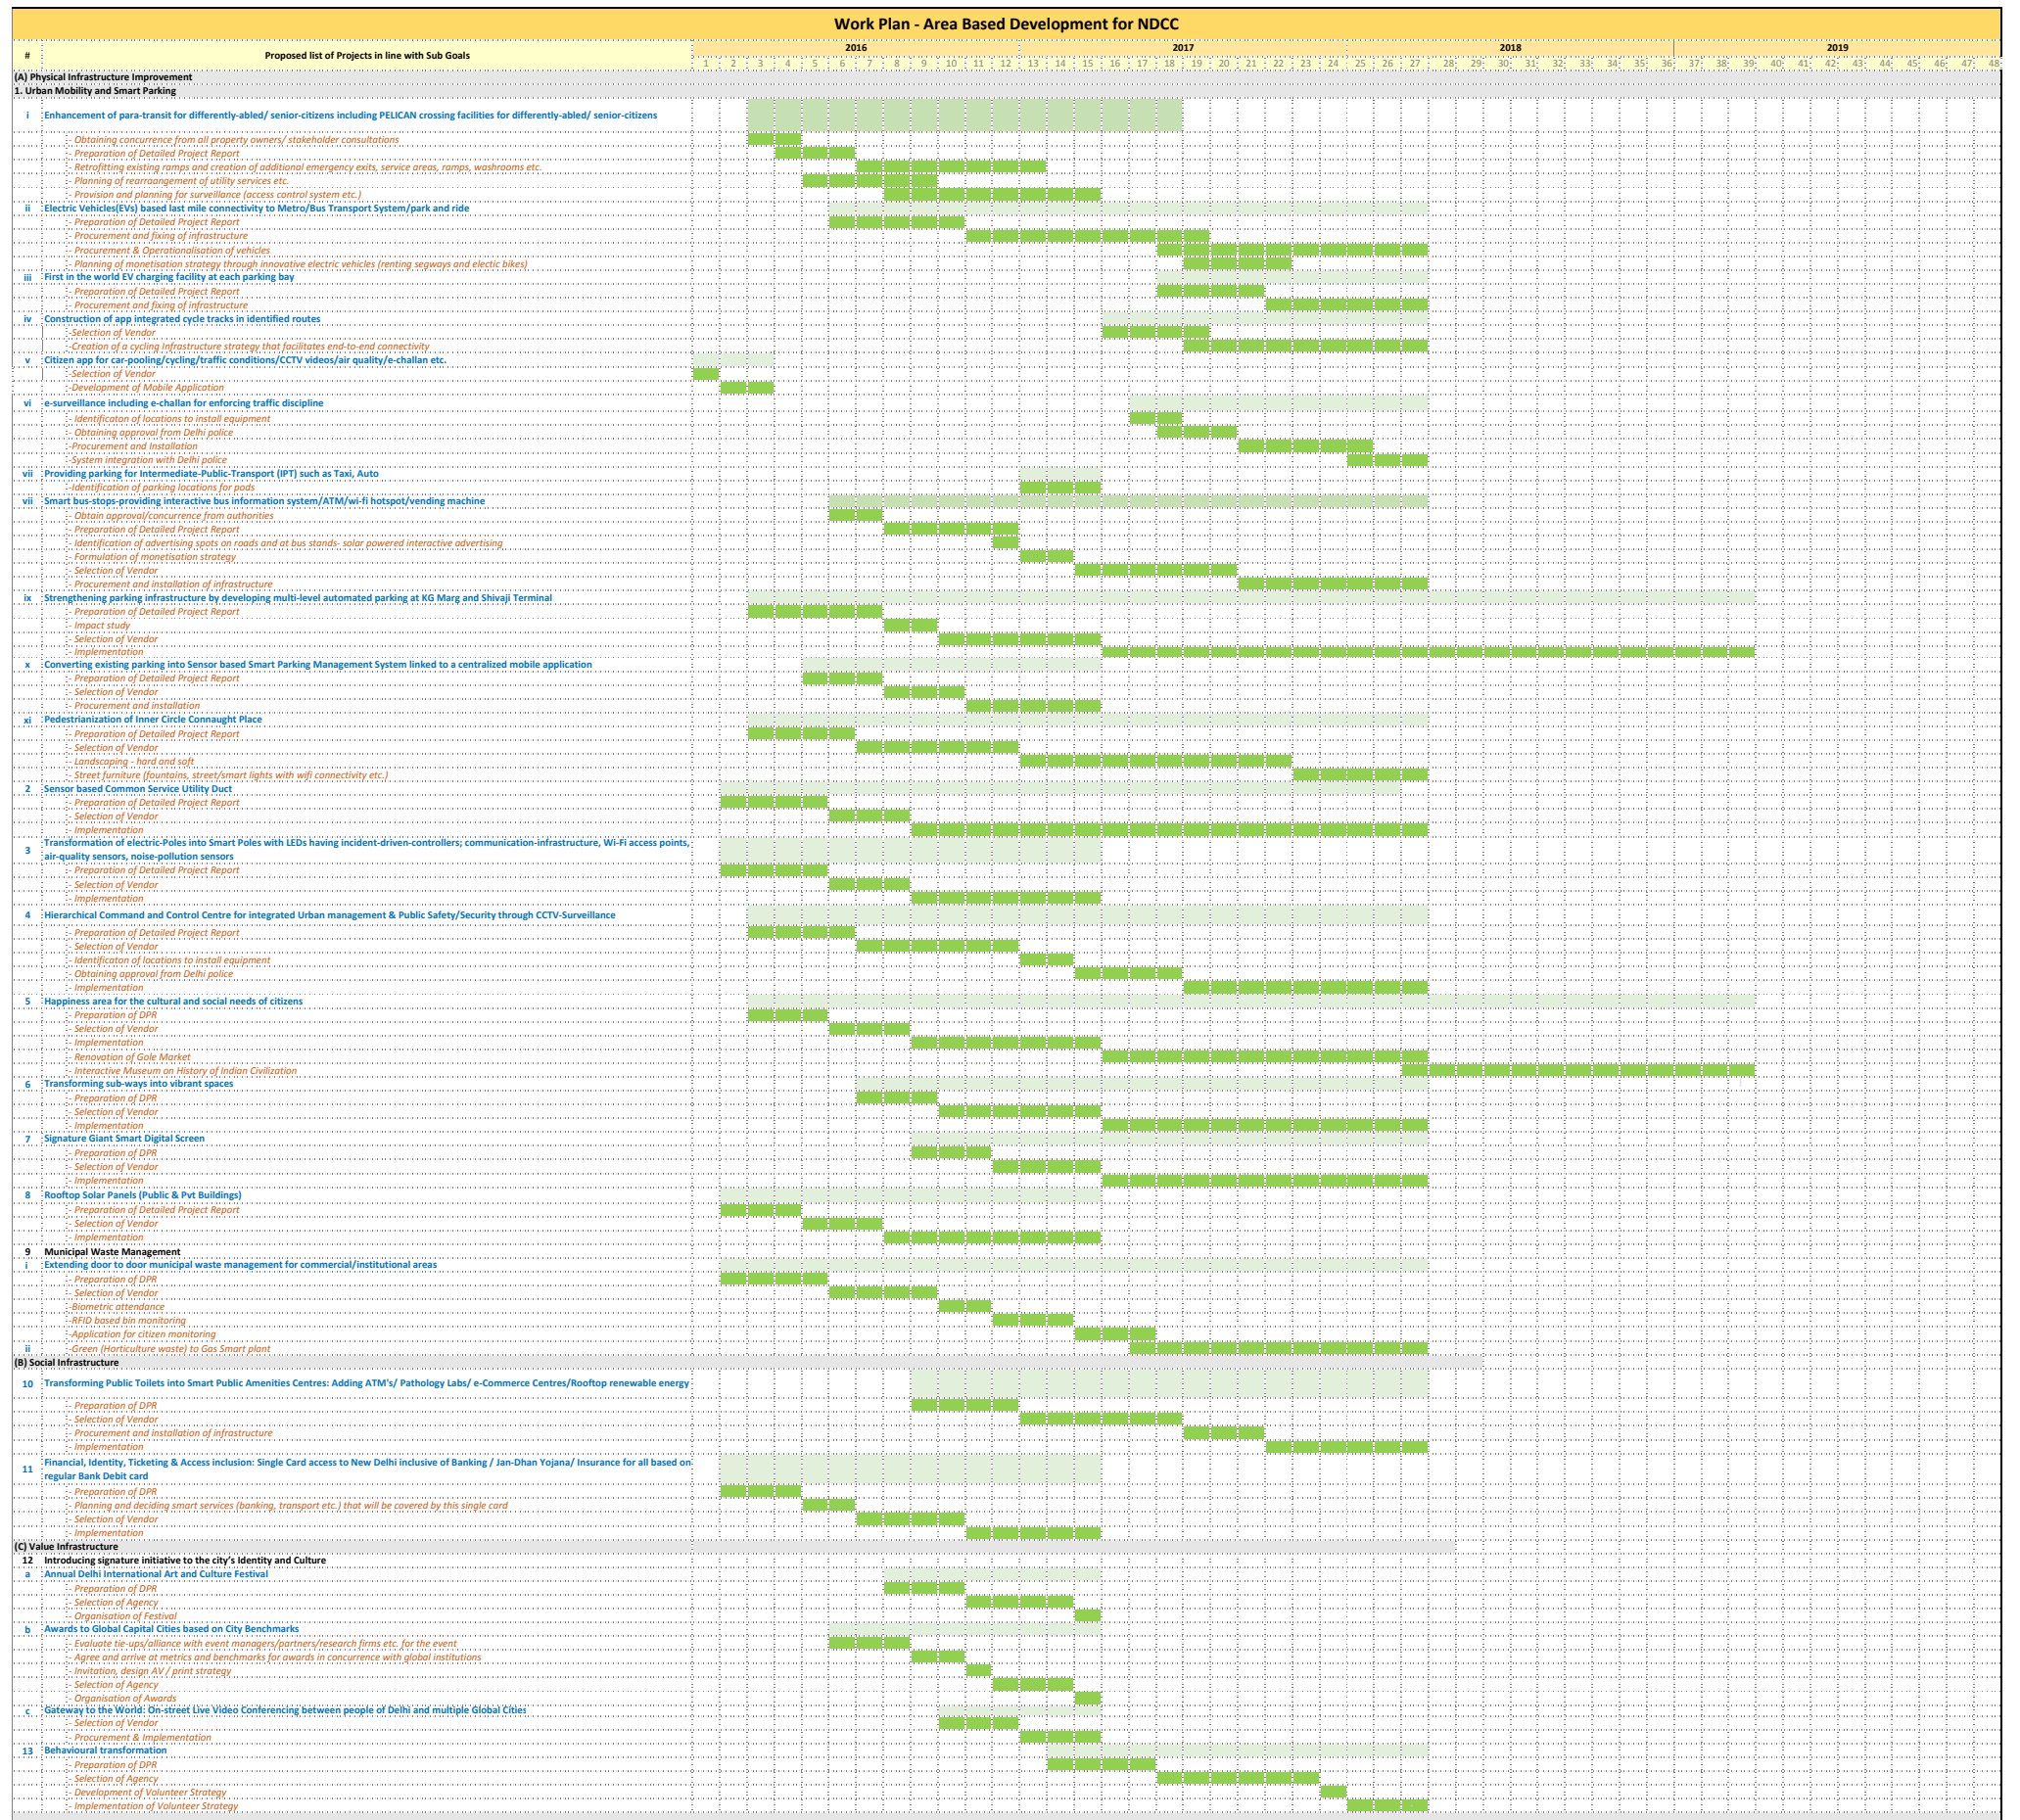 Work Plan - Area Based Development for NDCC
# Proposed list of Projects in line with Sub Goals 2016 2017 2018 2019
1 2 3 4 5 6 7 8 9 10 11 12 13 14 15 16 17 18 19 20 21 22 23 24 25 26 27 28 29 30 31 32 33 34 35 36 37 38 39 40 41 42 43 44 45 46 47 48
(A) Physical Infrastructure Improvement
1. Urban Mobility and Smart Parking
i Enhancement of para-transit for differently-abled/ senior-citizens including PELICAN crossing facilities for differently-abled/ senior-citizens
- Obtaining concurrence from all property owners/ stakeholder consultations
- Preparation of Detailed Project Report
- Retrofitting existing ramps and creation of additional emergency exits, service areas, ramps, washrooms etc.
- Planning of rearraangement of utility services etc.
- Provision and planning for surveillance (access control system etc.)
ii Electric Vehicles(EVs) based last mile connectivity to Metro/Bus Transport System/park and ride
- Preparation of Detailed Project Report
- Procurement and fixing of infrastructure
- Procurement & Operationalisation of vehicles
- Planning of monetisation strategy through innovative electric vehicles (renting segways and electic bikes)
iii First in the world EV charging facility at each parking bay
- Preparation of Detailed Project Report
- Procurement and fixing of infrastructure
iv Construction of app integrated cycle tracks in identified routes
-Selection of Vendor
-Creation of a cycling Infrastructure strategy that facilitates end-to-end connectivity
v Citizen app for car-pooling/cycling/traffic conditions/CCTV videos/air quality/e-challan etc.
-Selection of Vendor
-Development of Mobile Application
vi e-surveillance including e-challan for enforcing traffic discipline
- Identificaton of locations to install equipment
- Obtaining approval from Delhi police
-Procurement and Installation
-System integration with Delhi police
vii Providing parking for Intermediate-Public-Transport (IPT) such as Taxi, Auto
-Identification of parking locations for pods
vii Smart bus-stops-providing interactive bus information system/ATM/wi-fi hotspot/vending machine
- Obtain approval/concurrence from authorities
- Preparation of Detailed Project Report
- Identification of advertising spots on roads and at bus stands- solar powered interactive advertising
- Formulation of monetisation strategy
- Selection of Vendor
- Procurement and installation of infrastructure
ix Strengthening parking infrastructure by developing multi-level automated parking at KG Marg and Shivaji Terminal
- Preparation of Detailed Project Report
- Impact study
- Selection of Vendor
- Implementation
x Converting existing parking into Sensor based Smart Parking Management System linked to a centralized mobile application
- Preparation of Detailed Project Report
- Selection of Vendor
- Procurement and installation
xi Pedestrianization of Inner Circle Connaught Place
- Preparation of Detailed Project Report
- Selection of Vendor
- Landscaping - hard and soft
- Street furniture (fountains, street/smart lights with wifi connectivity etc.)
2 Sensor based Common Service Utility Duct
- Preparation of Detailed Project Report
- Selection of Vendor
- Implementation
3 Transformation of electric-Poles into Smart Poles with LEDs having incident-driven-controllers; communication-infrastructure, Wi-Fi access points,
air-quality sensors, noise-pollution sensors
- Preparation of Detailed Project Report
- Selection of Vendor
- Implementation
4 Hierarchical Command and Control Centre for integrated Urban management & Public Safety/Security through CCTV-Surveillance
- Preparation of Detailed Project Report
- Selection of Vendor
- Identificaton of locations to install equipment
- Obtaining approval from Delhi police
- Implementation
5 Happiness area for the cultural and social needs of citizens
- Preparation of DPR
- Selection of Vendor
- Implementation
- Renovation of Gole Market
- Interactive Museum on History of Indian Civilization
6 Transforming sub-ways into vibrant spaces
- Preparation of DPR
- Selection of Vendor
- Implementation
7 Signature Giant Smart Digital Screen
- Preparation of DPR
- Selection of Vendor
- Implementation
8 Rooftop Solar Panels (Public & Pvt Buildings)
- Preparation of Detailed Project Report
- Selection of Vendor
- Implementation
9 Municipal Waste Management
i Extending door to door municipal waste management for commercial/institutional areas
- Preparation of DPR
- Selection of Vendor
-Biometric attendance
-RFID based bin monitoring
-Application for citizen monitoring
ii -Green (Horticulture waste) to Gas Smart plant
(B) Social Infrastructure
10 Transforming Public Toilets into Smart Public Amenities Centres: Adding ATM's/ Pathology Labs/ e-Commerce Centres/Rooftop renewable energy
- Preparation of DPR
- Selection of Vendor
- Procurement and installation of infrastructure
- Implementation
11 Financial, Identity, Ticketing & Access inclusion: Single Card access to New Delhi inclusive of Banking / Jan-Dhan Yojana/ Insurance for all based on
regular Bank Debit card
- Preparation of DPR
- Planning and deciding smart services (banking, transport etc.) that will be covered by this single card
- Selection of Vendor
- Implementation
(C) Value Infrastructure
12 Introducing signature initiative to the city's Identity and Culture
a Annual Delhi International Art and Culture Festival
- Preparation of DPR
- Selection of Agency
- Organisation of Festival
b Awards to Global Capital Cities based on City Benchmarks
- Evaluate tie-ups/alliance with event managers/partners/research firms etc. for the event
- Agree and arrive at metrics and benchmarks for awards in concurrence with global institutions
- Invitation, design AV / print strategy
- Selection of Agency
- Organisation of Awards
c Gateway to the World: On-street Live Video Conferencing between people of Delhi and multiple Global Cities
- Selection of Vendor
- Procurement & Implementation
13 Behavioural transformation
- Preparation of DPR
- Selection of Agency
- Development of Volunteer Strategy
- Implementation of Volunteer Strategy